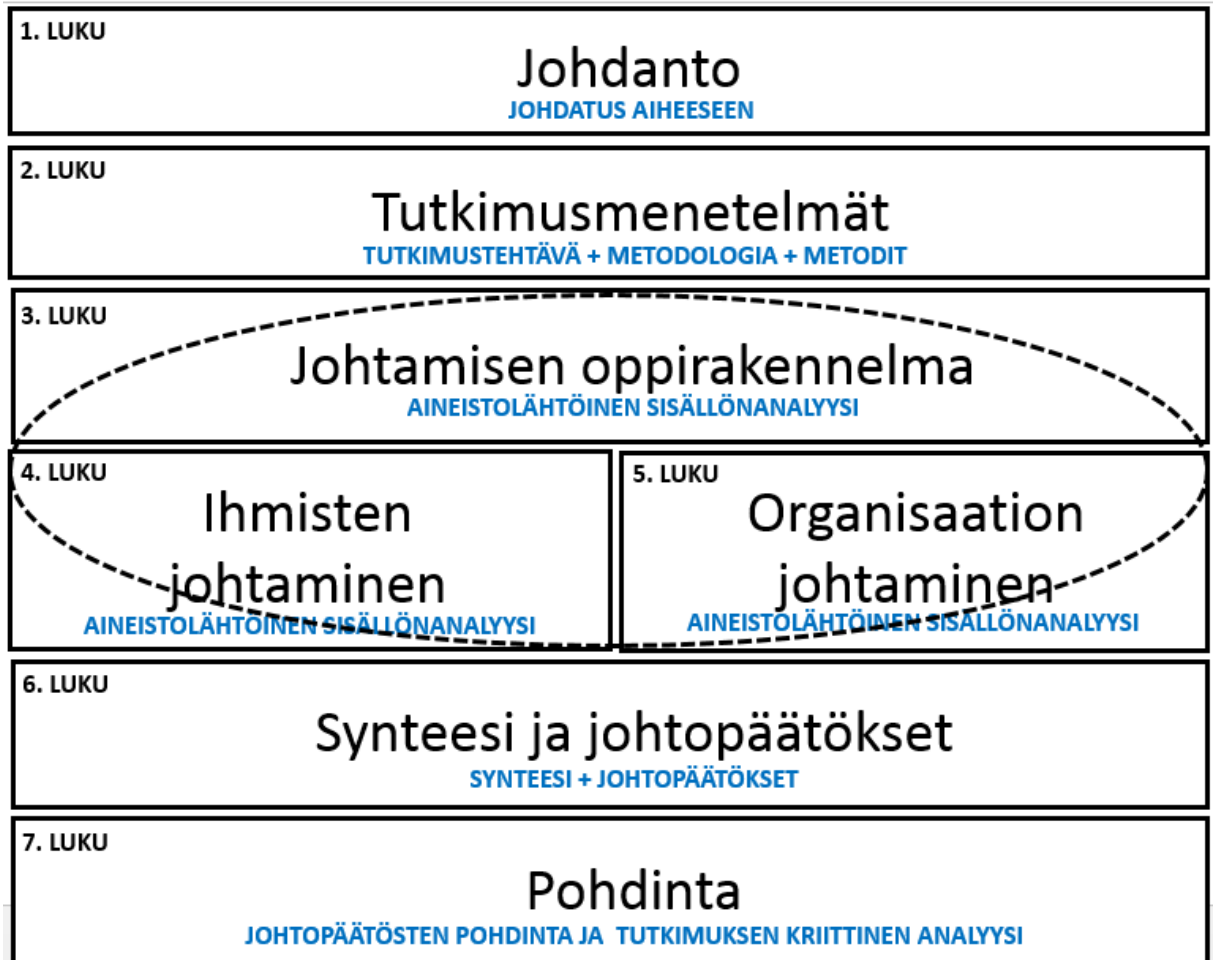 1. LUKU
Johdanto
JOHDATUS AIHEESEEN
2. LUKU
Tutkimusmenetelmät
TUTKIMUSTEHTÄVÄ + METODOLOGIA + METODIT
3. LUKU
Johtamisen oppirakennelma
AINEISTOLÄHTÖINEN SISÄLLÖNANALYYSI
4. LUKU
Ihmisten
johtaminen
AINEISTOLÄHTÖINEN SISÄLLÖNANALYYSI
5. LUKU
Organisaation
johtaminen
AINEISTOLÄHTÖINEN SISÄLLÖNANALYYSI
6. LUKU
Synteesi ja johtopäätökset
SYNTEESI + JOHTOPÄÄTÖKSET
7. LUKU
Pohdinta
JOHTOPÄÄTÖSTEN POHDINTA JA TUTKIMUKSEN KRIITTINEN ANALYYSI